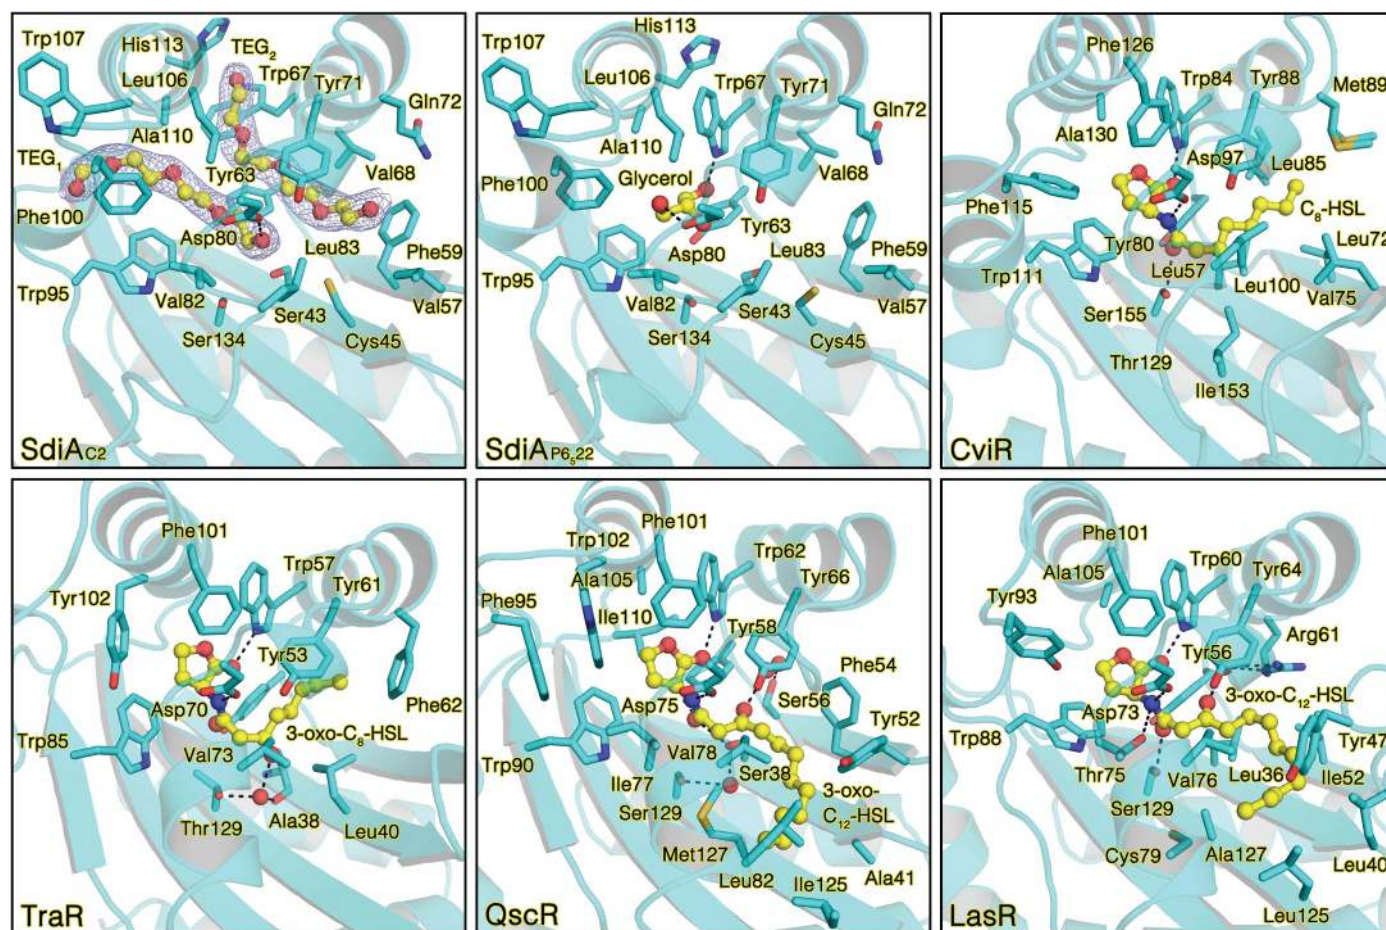 Trp107
His113
TEG2
Leu106
Trp67
Tyr71
Gln72
Ala110
TEG1
Tyr63
Val68
Phe100
Asp80
Leu83
Phe59
Trp95
Val82
Ser43
Val57
Ser134
Cys45
SdiAC2
His113
Trp107
Leu106
Trp67
Tyr71
Gln72
Ala110
Glycerol
Val68
Phe100
Tyr63
Asp80
Leu83
Phe59
Trp95
Val82
Ser43
Val57
Ser134
Cys45
SdiAP6522
Phe126
Trp84
Tyr88
Met89
Ala130
Asp97
Leu85
Phe115
C8-HSL
Tyr80
Leu72
Trp111
Leu57
Leu100
Val75
Ser155
Thr129
Ile153
CviR
Phe101
Trp57
Tyr61
Tyr102
Tyr53
Phe62
Asp70
3-oxo-C8-HSL
Trp85
Val73
Thr129
Ala38
Leu40
TraR
Phe101
Trp102
Trp62
Ala105
Tyr66
Phe95
Ile110
Tyr58
Phe54
Asp75
Ser56
Tyr52
Trp90
Val78
Ile77
Ser38
3-oxo-
C12-HSL
Ser129
Met127
Leu82
Ala41
Ile125
QscR
Phe101
Trp60
Ala105
Tyr64
Tyr93
Arg61
Tyr56
3-oxo-C12-HSL
Asp73
Trp88
Tyr47
Thr75
Val76
Leu36
Ile52
Ser129
Cys79
Ala127
Leu40
Leu125
LasR